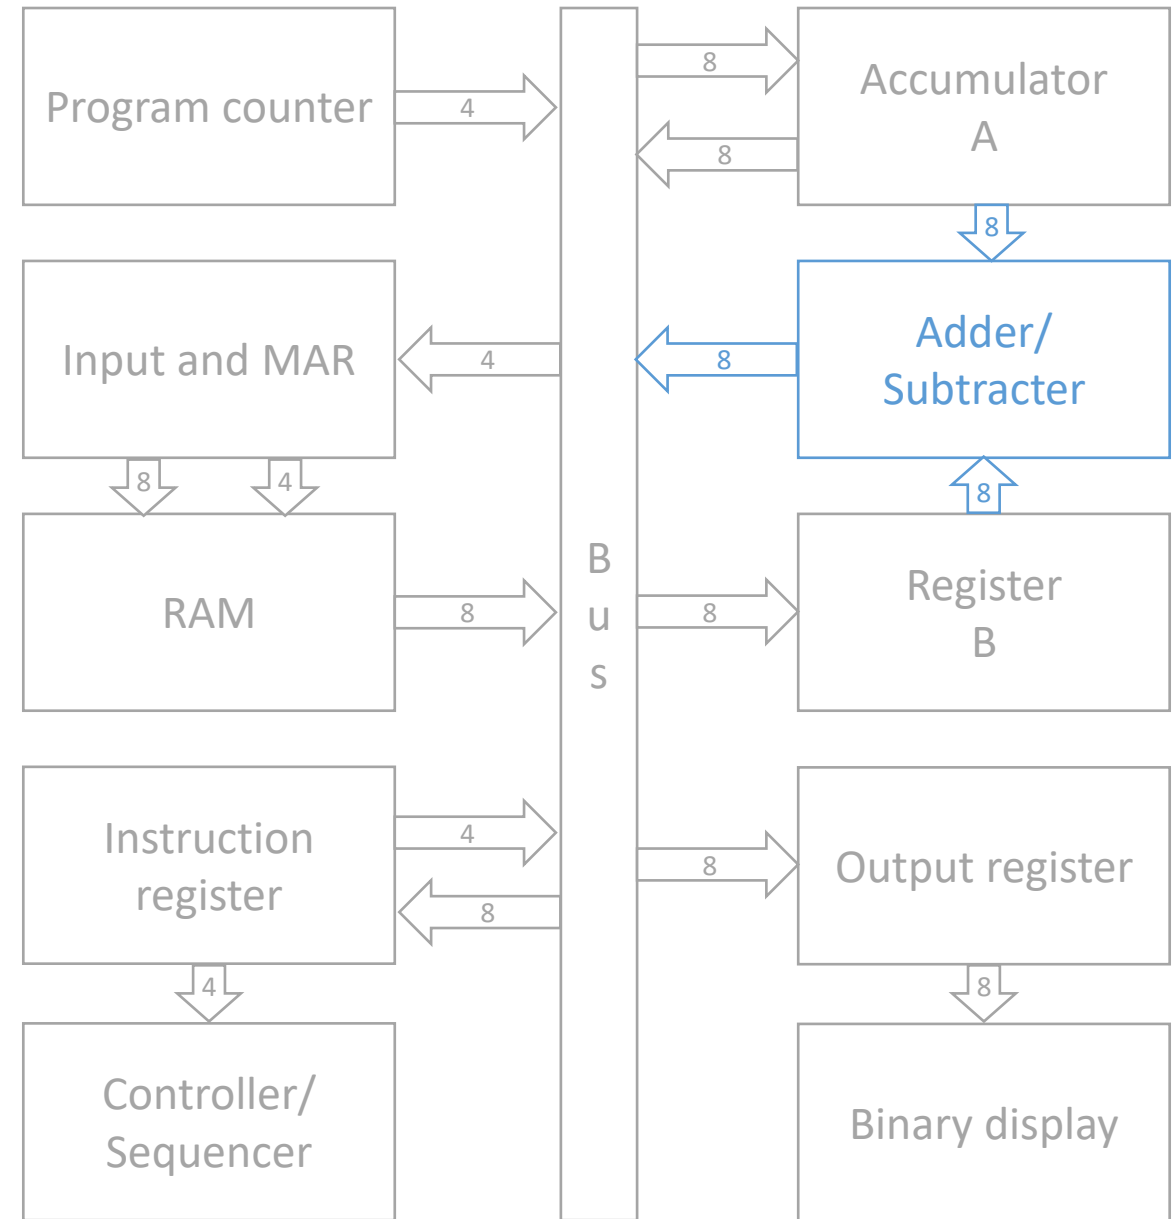 Program counter
4
8
Accumulator
A
8
8
Input and MAR
4
8
Adder/
Subtracter
8
4
8
RAM
8
B
u
s
8
Register
B
Instruction
register
4
8
8
Output register
4
8
Controller/
Sequencer
Binary display